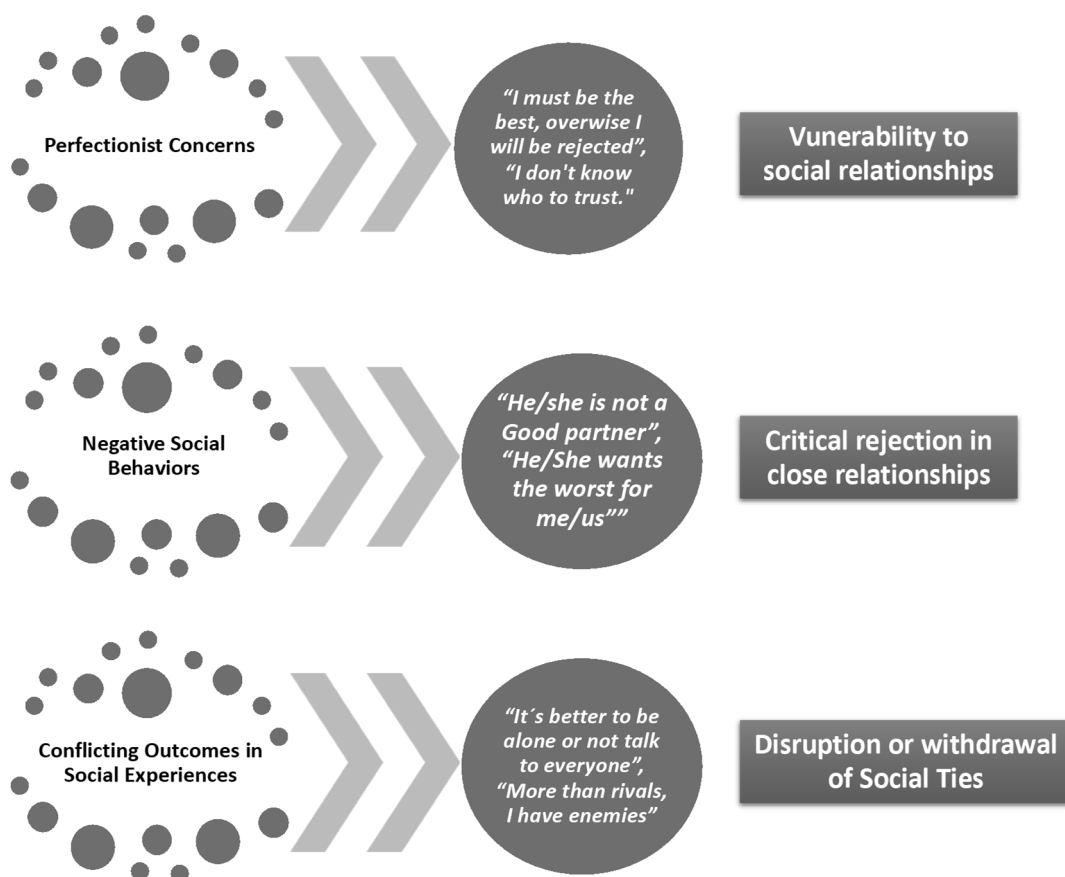 Perfectionist Concerns
“I must be the
best, overwise I
will be rejected”,
“I don't know
who to trust."
Vunerability to
social relationships
Negative Social
Behaviors
“He/she is not a
Good partner”,
“He/She wants
the worst for
me/us””
Critical rejection in
close relationships
Conflicting Outcomes in
Social Experiences
“It´s better to be
alone or not talk
to everyone”,
“More than rivals,
I have enemies”
Disruption or withdrawal
of Social Ties